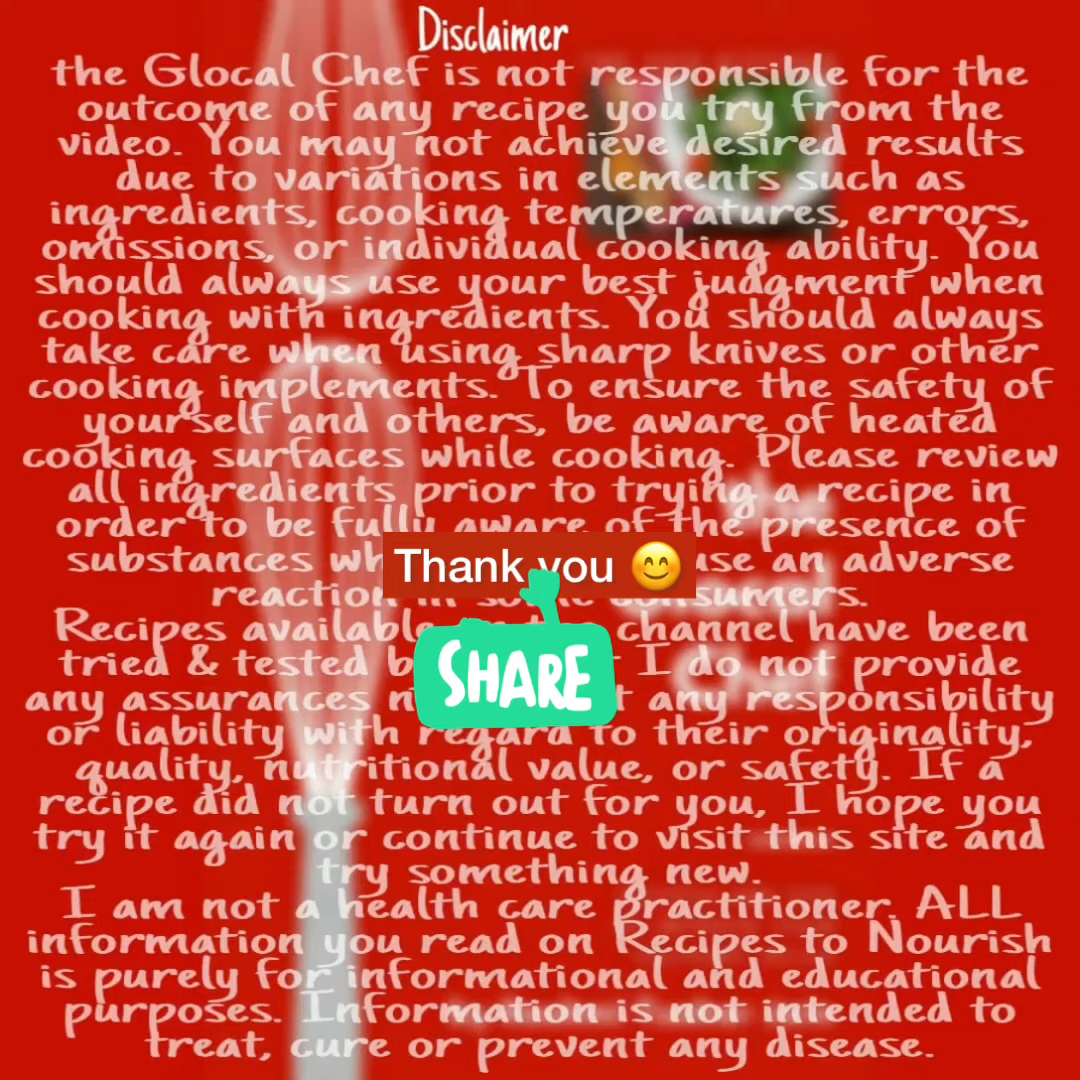 Disclaimer
the Glocal Chef is not responsible for the
outcome of any recipe you try from the
video. You may not achieve desired results
due to variations in elements such as
ingredients, cooking temperatures, errors,
omissions, or individual cooking ability. You
should always use your best judgment when
cooking with ingredients. You should always
take care when using sharp knives or other
cooking implements. To ensure the safety of
yourself and others, be aware of heated
cooking surfaces while cooking. Please review
all ingredients prior to trying a recipe in
order to be fully aware of the presence of
substances an adverse
Thank you 😊
reaction in some consumers.
Recipes available channel have been
SHARE
tried & tested I do not provide
any assurances any responsibility
or liability with regard to their originality,
quality, nutritional value, or safety. If a
recipe did not turn out for you, I hope you
try it again or continue to visit this site and
try something new.
I am not a health care practitioner. ALL
information you read on Recipes to Nourish
is purely for informational and educational
purposes. Information is not intended to
treat, cure or prevent any disease.